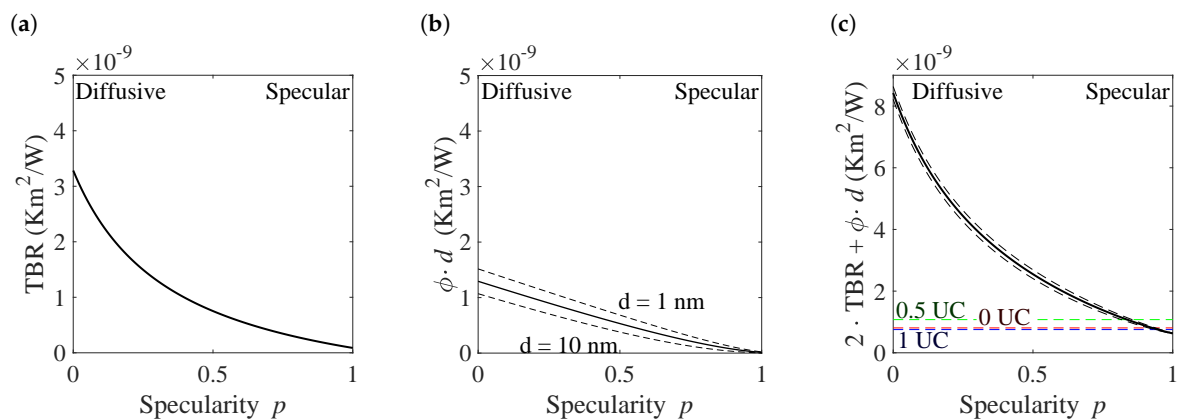 (a)
×10⁻⁹
5
4
3
2
1
0
TBR (Km²/W)
Diffusive Specular
0 0.5 1
Specularity p
(b)
×10⁻⁹
5
4
3
2
1
0
ϕ· d (Km²/W)
Diffusive Specular
d = 1 nm
d = 10 nm
0 0.5 1
Specularity p
(c)
×10⁻⁹
8
6
4
2
0
2 · TBR + ϕ· d (Km²/W)
Diffusive Specular
0.5 UC
0 UC
1 UC
0 0.5 1
Specularity p